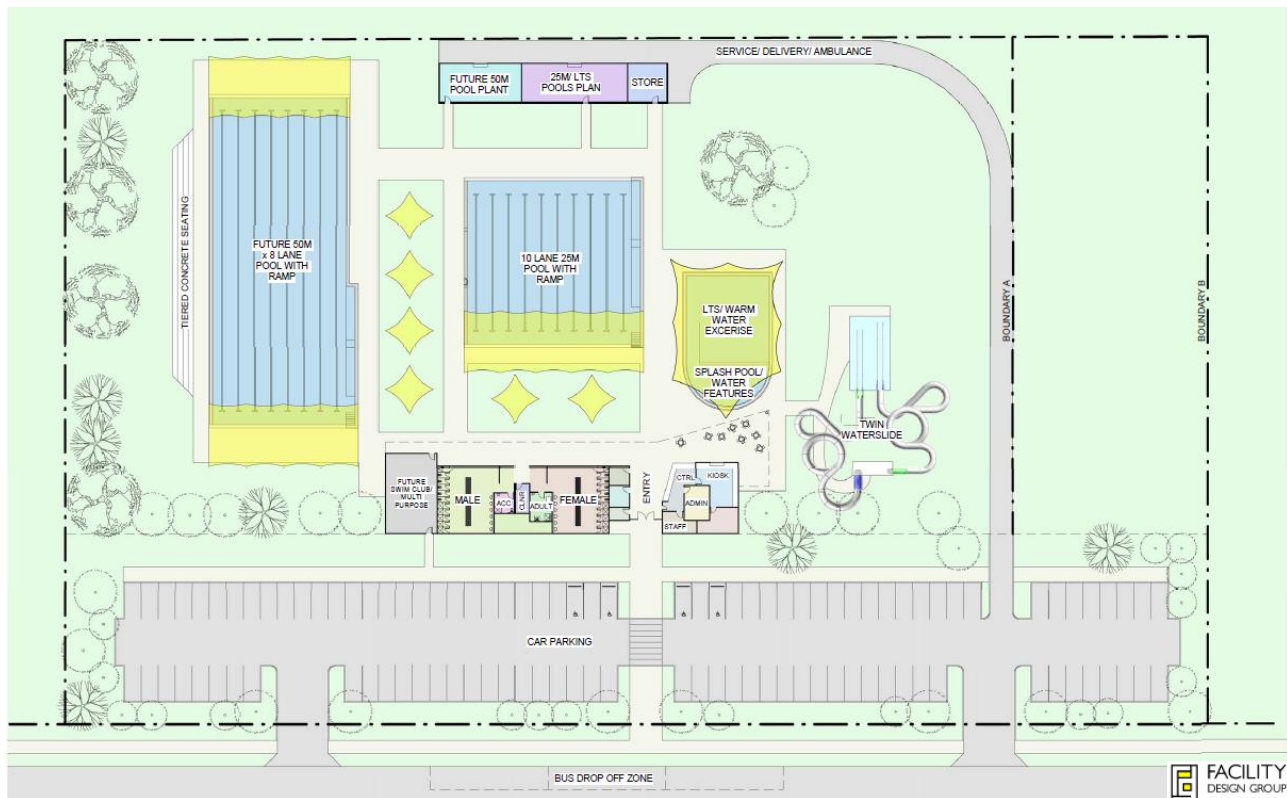 SERVICE/ DELIVERY/ AMBULANCE
FUTURE 50M
POOL PLANT
25M/ LTS
POOLS PLAN
STORE
TIERED CONCRETE SEATING
FUTURE 50M
x 8 LANE
POOL WITH
RAMP
10 LANE 25M
POOL WITH
RAMP
LTS/ WARM
WATER
EXCERISE
SPLASH POOL/
WATER
FEATURES
TWIN
WATERSLIDE
BOUNDARY A
BOUNDARY B
FUTURE
SWIM CLUB/
MULTI
PURPOSE
MALE
ACC
CLNR
ADULT
FEMALE
ENTRY
CTRL
KIOSK
ADMIN
STAFF
CAR PARKING
BUS DROP OFF ZONE
FACILITY
DESIGN GROUP